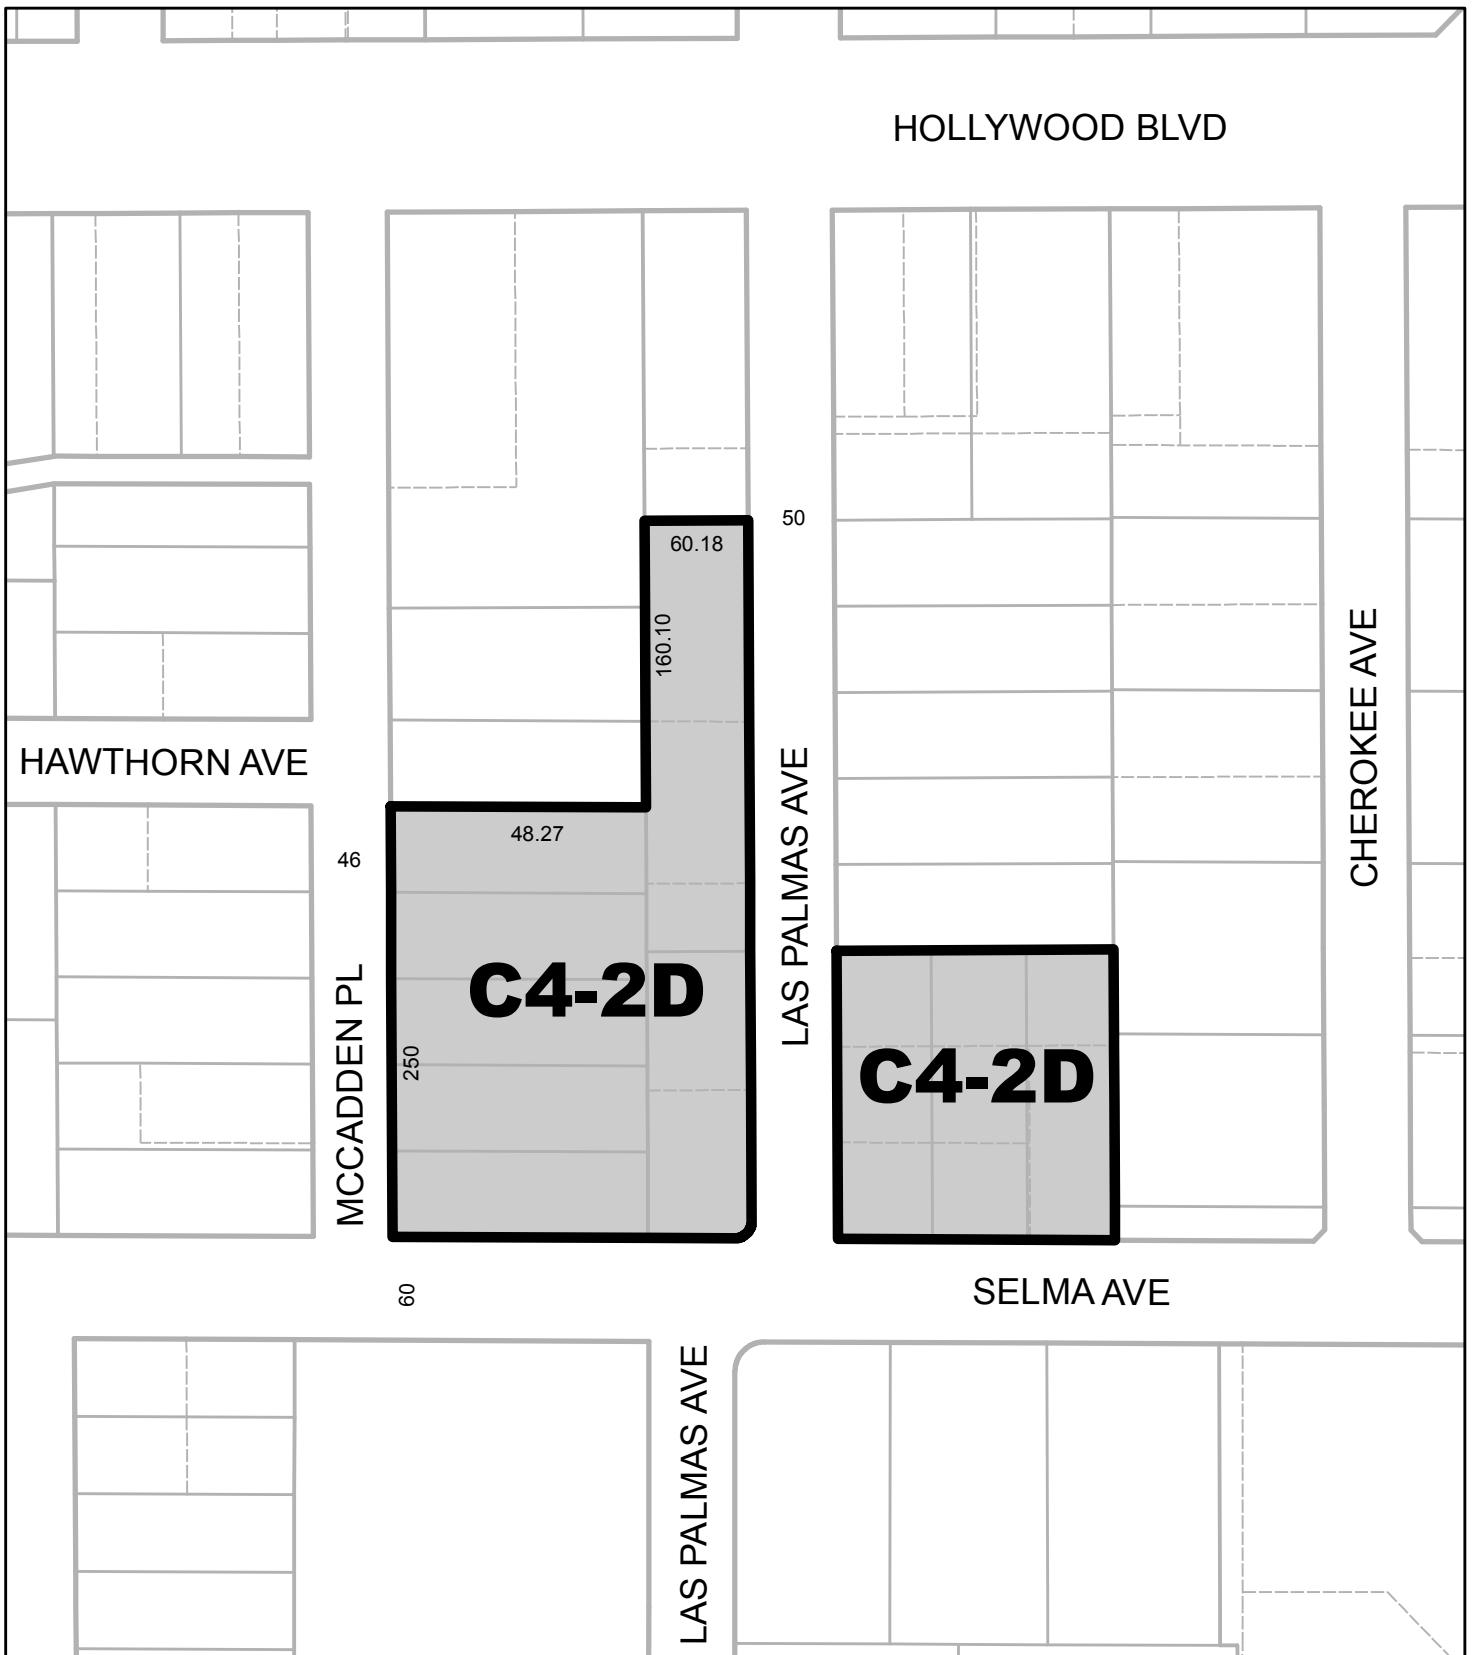 HOLLYWOOD BLVD
50
60.18
160.10
HAWTHORN AVE
48.27
46
LAS PALMAS AVE
CHEROKEE AVE
C4-2D
MCCADDEN PL
250
C4-2D
60
SELMA AVE
LAS PALMAS AVE